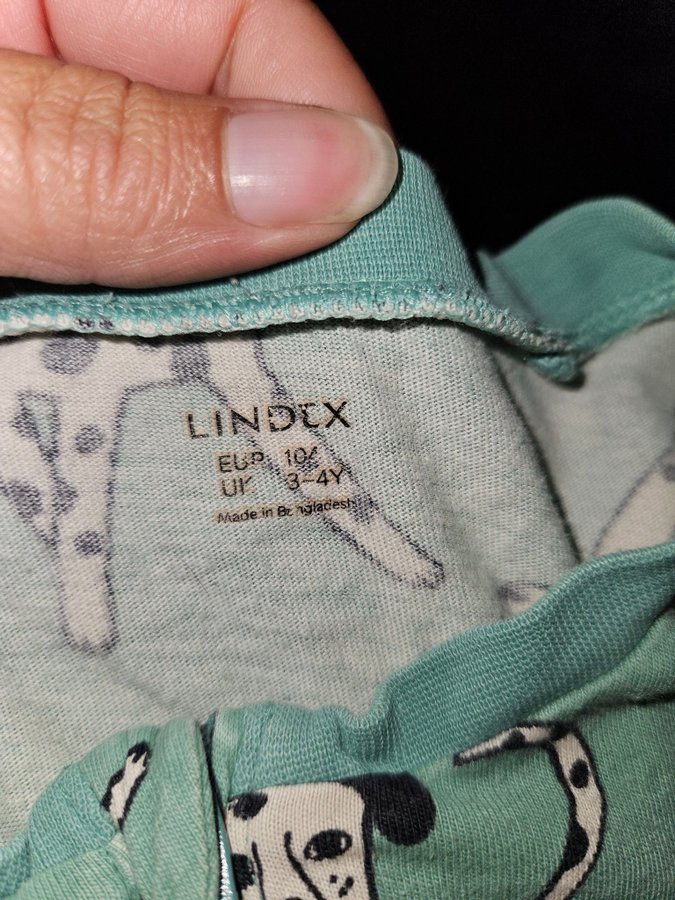 LINDEX
EUR 104
UK 3-4Y
Made in Bangladesh